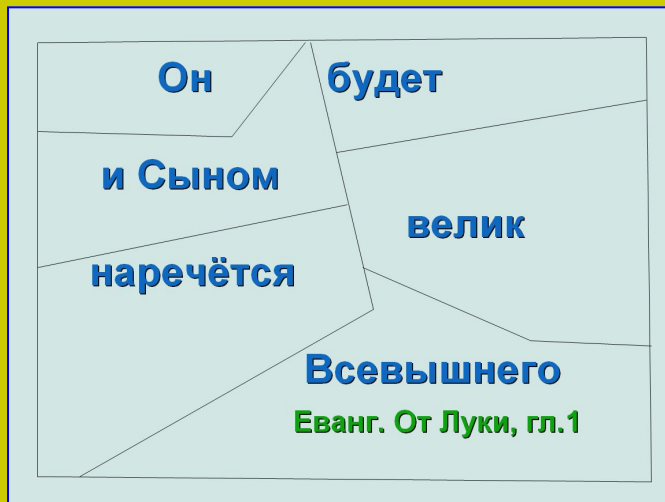 Он будет
и Сыном
велик
наречётся
Всевышнего
Еванг. От Луки, гл.1